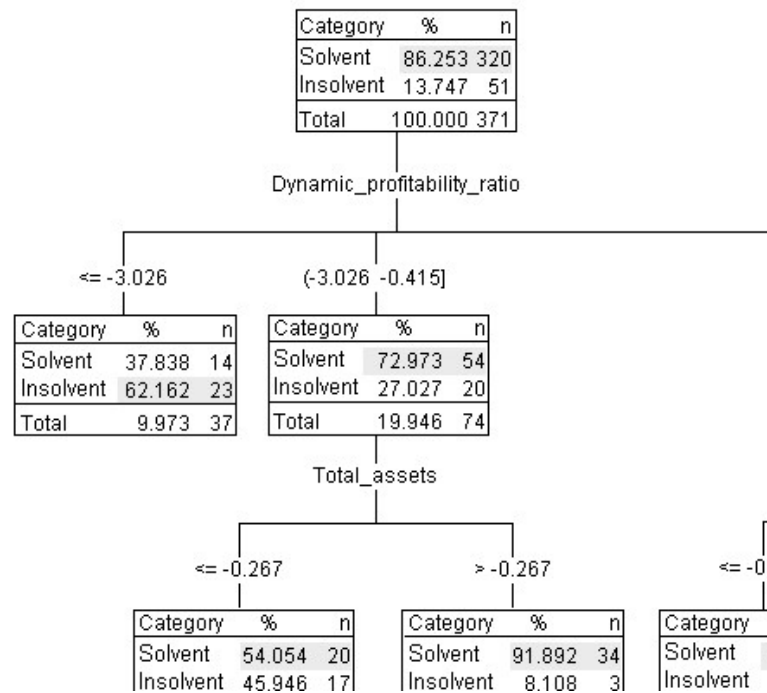 Category % n
Solvent 86.253 320
Insolvent 13.747 51
Total 100.000 371
Dynamic_profitability_ratio
<= -3.026
(-3.026 -0.415]
Category % n
Solvent 37.838 14
Insolvent 62.162 23
Total 9.973 37
Category % n
Solvent 72.973 54
Insolvent 27.027 20
Total 19.946 74
Total_assets
<= -0.267
> -0.267
<= -0
Category % n
Solvent 54.054 20
Insolvent 45.946 17
Category % n
Solvent 91.892 34
Insolvent 8.108 3
Category
Solvent
Insolvent